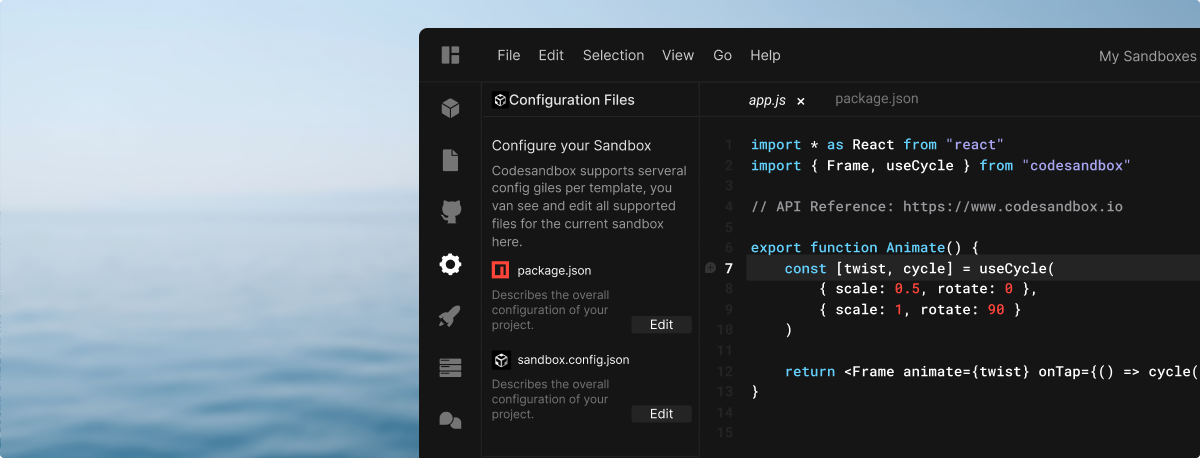 File Edit Selection View Go Help My Sandboxes
Configuration Files
app.js × package.json
Configure your Sandbox
Codesandbox supports serveral
config giles per template, you
van see and edit all supported
files for the current sandbox
here.
package.json
Describes the overall
configuration of your
project.
Edit
sandbox.config.json
Describes the overall
configuration of your
project.
Edit
1 import * as React from "react"
2 import { Frame, useCycle } from "codesandbox"
3
4 // API Reference: https://www.codesandbox.io
5
6 export function Animate() {
7 const [twist, cycle] = useCycle(
8 { scale: 0.5, rotate: 0 },
9 { scale: 1, rotate: 90 }
10 )
11
12 return <Frame animate={twist} onTap={() => cycle(
13 }
14
15